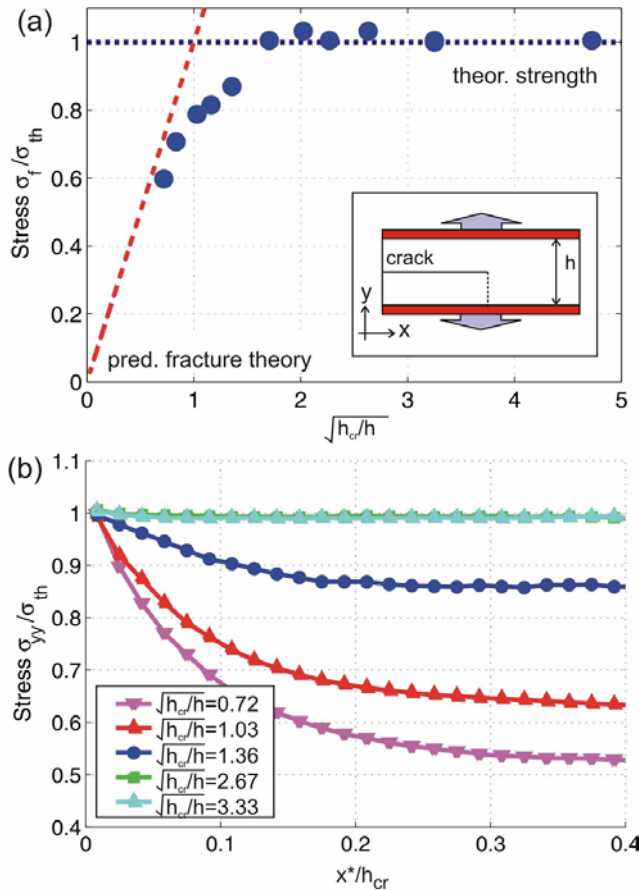 (a)
1
0.8
0.6
0.4
0.2
0
Stress σf/σth
theor. strength
crack
h
y
x
pred. fracture theory
0 1 2 3 4 5
√hcr/h
(b)
1.1
1
0.9
0.8
0.7
0.6
0.5
0.4
Stress σyy/σth
√hcr/h=0.72
√hcr/h=1.03
√hcr/h=1.36
√hcr/h=2.67
√hcr/h=3.33
0 0.1 0.2 0.3 0.4
x*/hcr